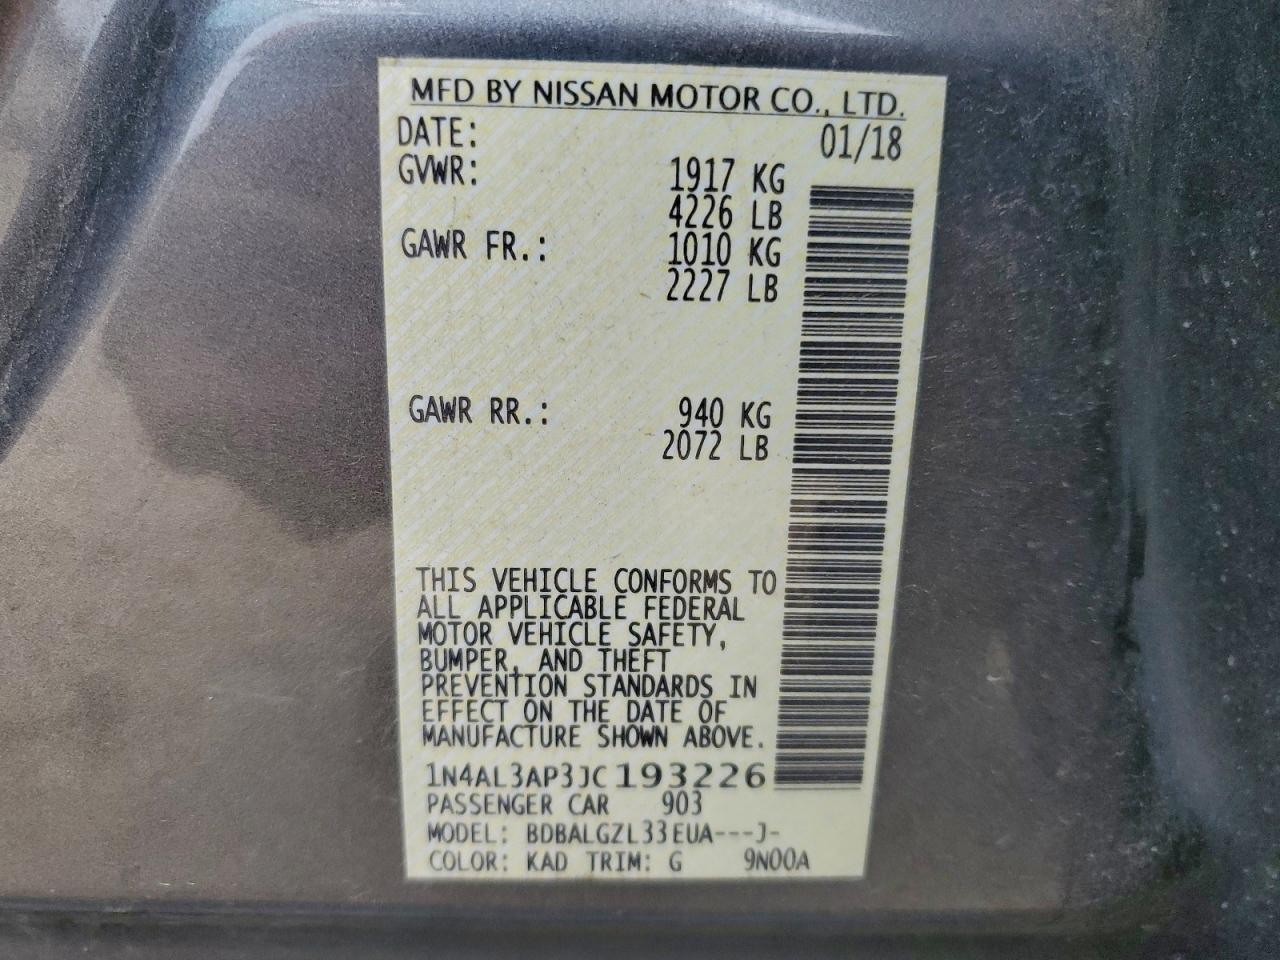 MFD BY NISSAN MOTOR CO., LTD.
DATE: 01/18
GVWR: 1917 KG
4226 LB
GAWR FR.: 1010 KG
2227 LB
GAWR RR.: 940 KG
2072 LB
THIS VEHICLE CONFORMS TO
ALL APPLICABLE FEDERAL
MOTOR VEHICLE SAFETY,
BUMPER, AND THEFT
PREVENTION STANDARDS IN
EFFECT ON THE DATE OF
MANUFACTURE SHOWN ABOVE.
1N4AL3AP3JC193226
PASSENGER CAR 903
MODEL: BDBALGZL33EUA---J-
COLOR: KAD TRIM: G 9N00A